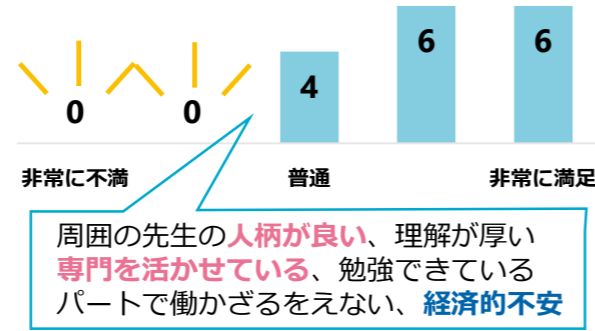 0 0 4 6 6
非常に不満 普通 非常に満足
周囲の先生の人柄が良い、理解が厚い
専門を活かせている、勉強できている
パートで働かざるをえない、経済的不安